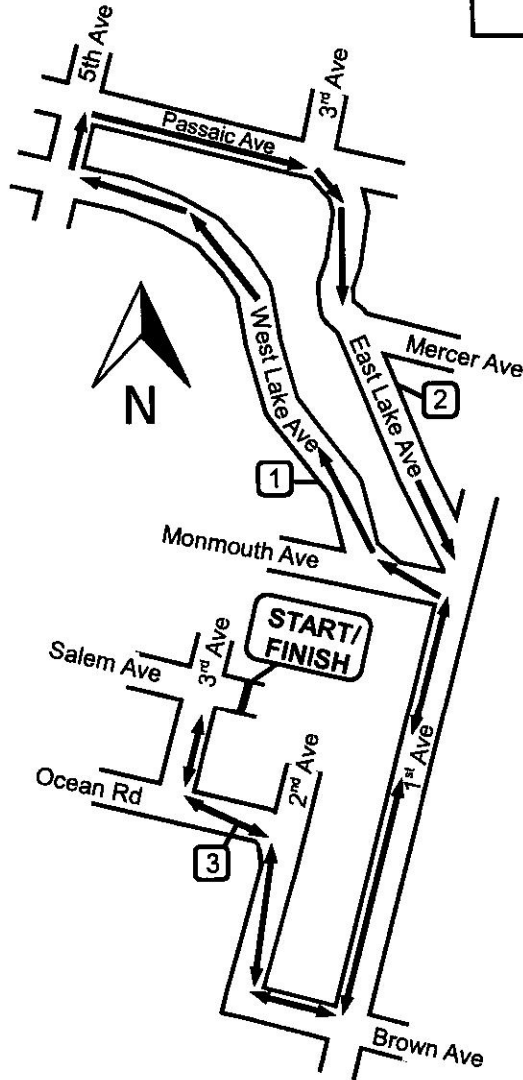 5th Ave
3rd Ave
Passaic Ave
N
West Lake Ave
East Lake Ave
Mercer Ave
2
1
Monmouth Ave
START/
FINISH
3rd Ave
Salem Ave
2nd Ave
1st Ave
Ocean Rd
3
Brown Ave